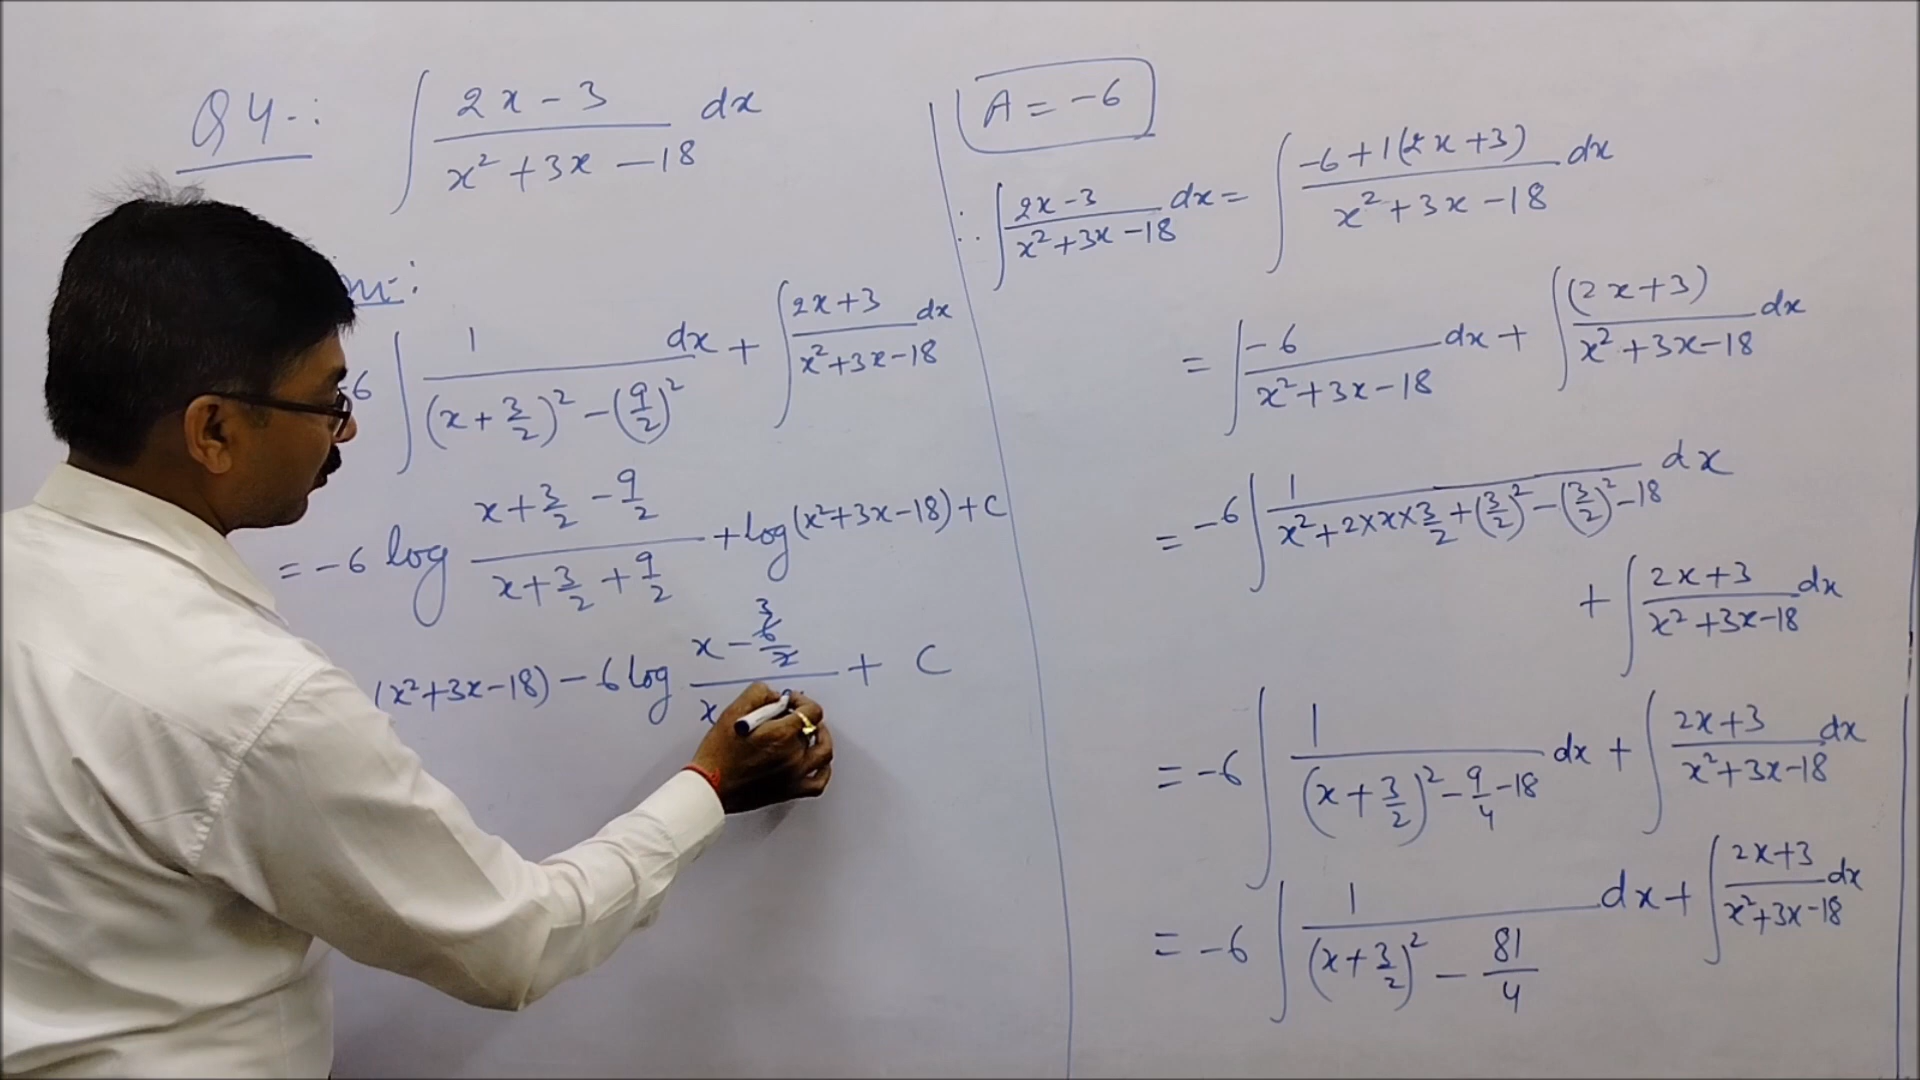 Q4-: ∫ (2x-3)/(x²+3x-18) dx
:
6 ∫ 1/((x+3/2)²-(9/2)²) dx + ∫ (2x+3)/(x²+3x-18) dx
= -6 log (x+3/2-9/2)/(x+3/2+9/2) + log(x²+3x-18)+C
(x²+3x-18) - 6 log (x- 3 6/2)/(x + C
A = -6
∴ ∫ (2x-3)/(x²+3x-18) dx = ∫ (-6+1(2x+3))/(x²+3x-18) dx
= ∫ -6/(x²+3x-18) dx + ∫ (2x+3)/(x²+3x-18) dx
= -6 ∫ 1/(x²+2×x×3/2+(3/2)²-(3/2)²-18) dx
+ ∫ (2x+3)/(x²+3x-18) dx
= -6 ∫ 1/((x+3/2)²-9/4-18) dx + ∫ (2x+3)/(x²+3x-18) dx
= -6 ∫ 1/((x+3/2)² - 81/4) dx + ∫ (2x+3)/(x²+3x-18) dx